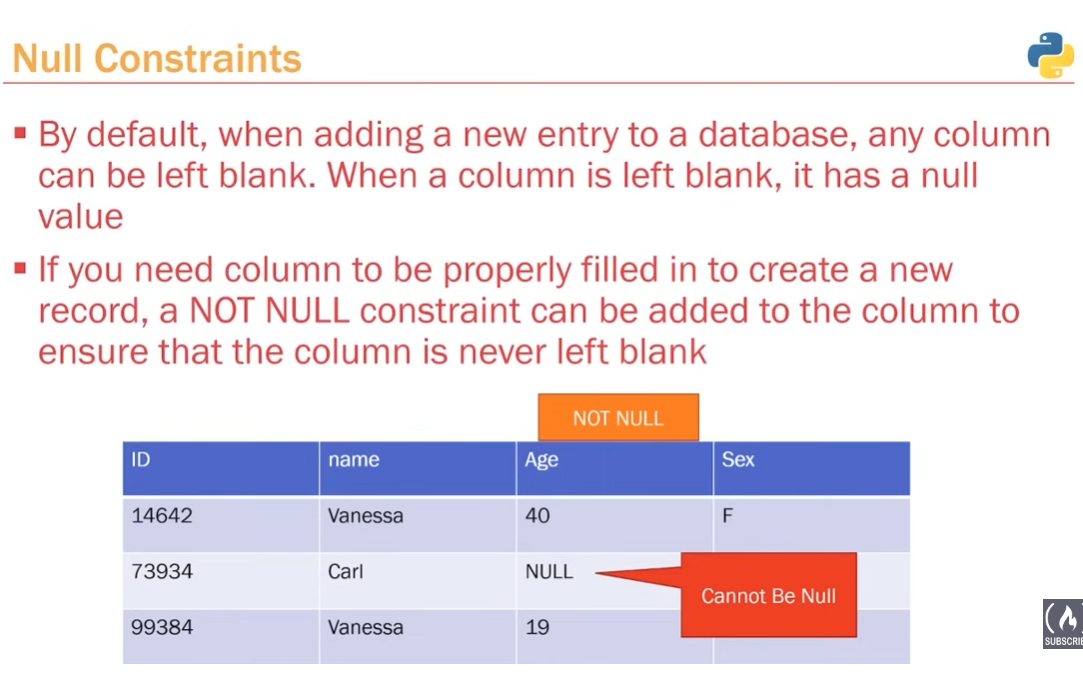 Null Constraints
By default, when adding a new entry to a database, any column
can be left blank. When a column is left blank, it has a null
value
If you need column to be properly filled in to create a new
record, a NOT NULL constraint can be added to the column to
ensure that the column is never left blank
NOT NULL
ID name Age Sex
14642 Vanessa 40 F
73934 Carl NULL
Cannot Be Null
99384 Vanessa 19